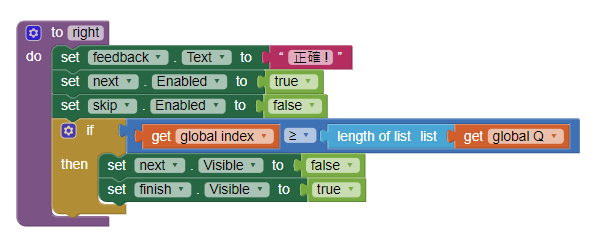 to right
do set feedback . Text to " 正確！ "
set next . Enabled to true
set skip . Enabled to false
if get global index ≥ length of list list get global Q
then set next . Visible to false
set finish . Visible to true